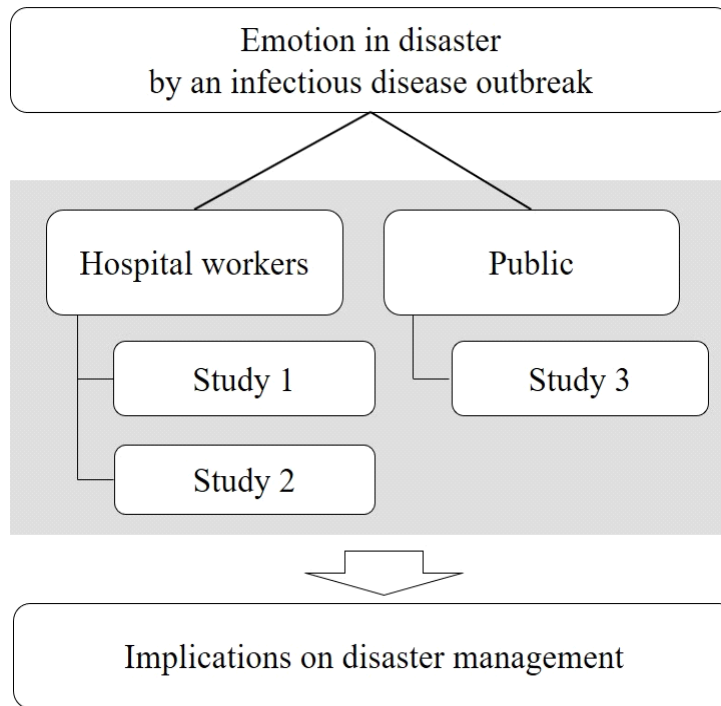 Emotion in disaster
by an infectious disease outbreak
Hospital workers
Public
Study 1
Study 3
Study 2
Implications on disaster management